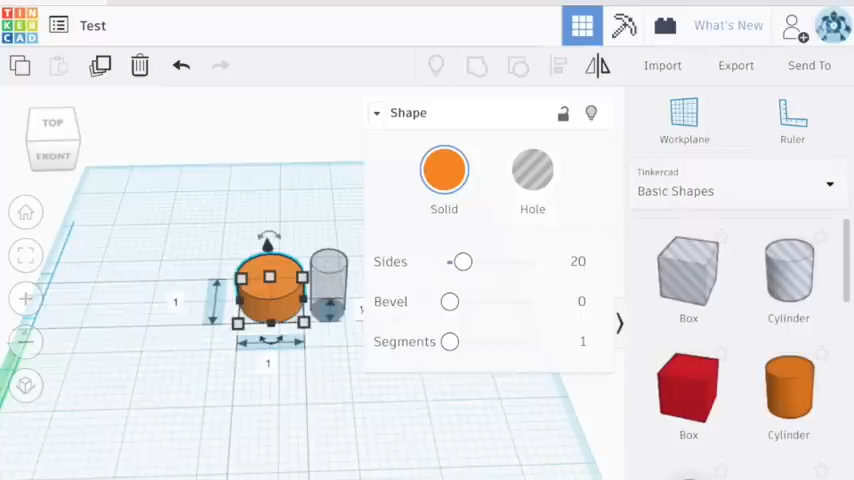 TIN
KER
CAD
Test
What's New
Import
Export
Send To
TOP
FRONT
Shape
Solid
Hole
Sides
20
Bevel
0
Segments
1
1
1
Workplane
Ruler
Tinkercad
Basic Shapes
Box
Cylinder
Box
Cylinder